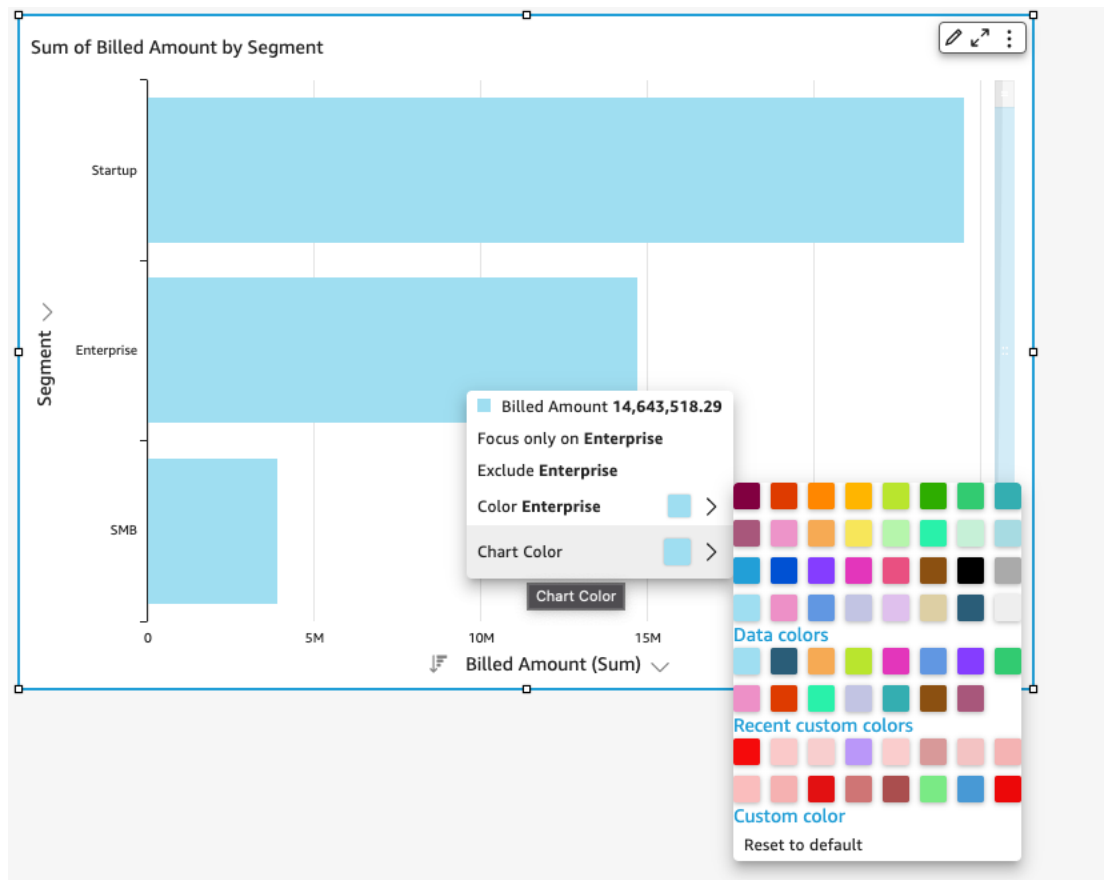 Sum of Billed Amount by Segment
Startup
Enterprise
SMB
Segment
Billed Amount 14,643,518.29
Focus only on Enterprise
Exclude Enterprise
Color Enterprise
Chart Color
Chart Color
Data colors
Recent custom colors
Custom color
Reset to default
0 5M 10M 15M
Billed Amount (Sum)